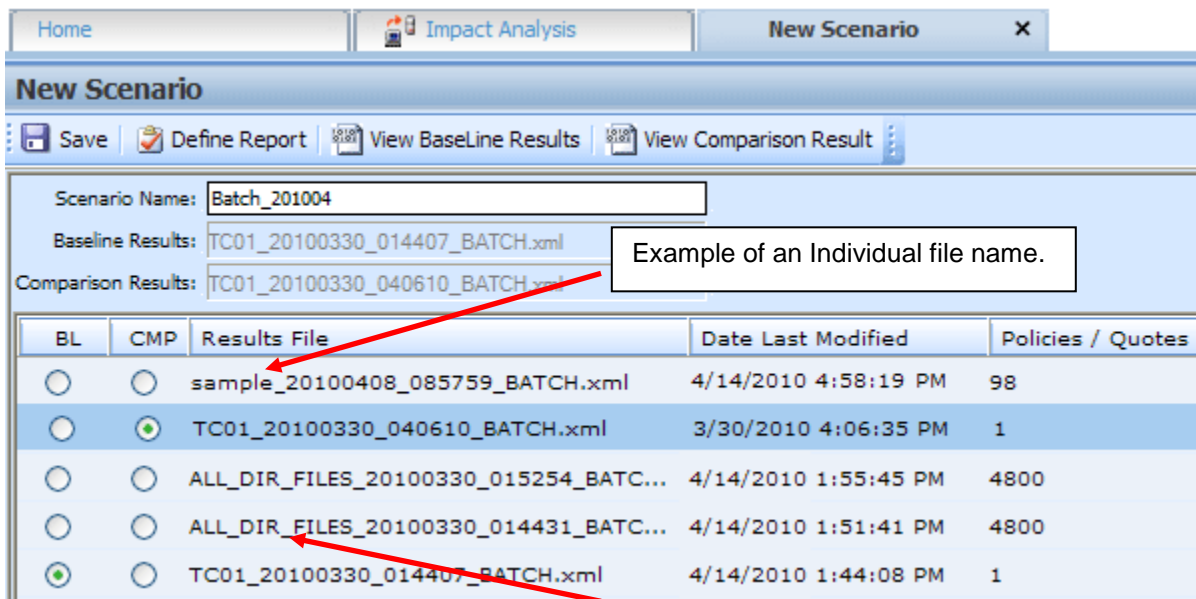 Home Impact Analysis New Scenario ×
New Scenario
Save Define Report View BaseLine Results View Comparison Result
Scenario Name: Batch_201004
Baseline Results: TC01_20100330_014407_BATCH.xml
Example of an Individual file name.
Comparison Results: TC01_20100330_040610_BATCH.xml
BL CMP Results File Date Last Modified Policies / Quotes
sample_20100408_085759_BATCH.xml 4/14/2010 4:58:19 PM 98
TC01_20100330_040610_BATCH.xml 3/30/2010 4:06:35 PM 1
ALL_DIR_FILES_20100330_015254_BATC... 4/14/2010 1:55:45 PM 4800
ALL_DIR_FILES_20100330_014431_BATC... 4/14/2010 1:51:41 PM 4800
TC01_20100330_014407_BATCH.xml 4/14/2010 1:44:08 PM 1